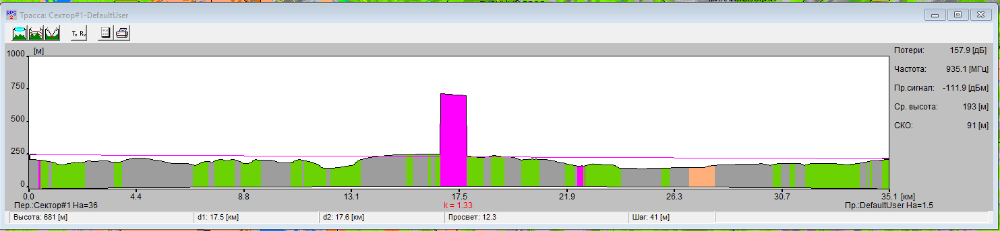 RPS 2 Трасса: Сектор#1-DefaultUser
Tx Rx
[м]
1000
750
500
250
0
0.0 4.4 8.8 13.1 17.5 21.9 26.3 30.7 35.1 [км]
Пер.:Сектор#1 Ha=36 k = 1.33 Пр.:DefaultUser Ha=1.5
Потери: 157.9 [дБ]
Частота: 935.1 [МГц]
Пр.сигнал: -111.9 [дБм]
Ср. высота: 193 [м]
СКО: 91 [м]
Высота: 681 [м] d1: 17.5 [км] d2: 17.6 [км] Просвет: 12.3 Шаг: 41 [м]